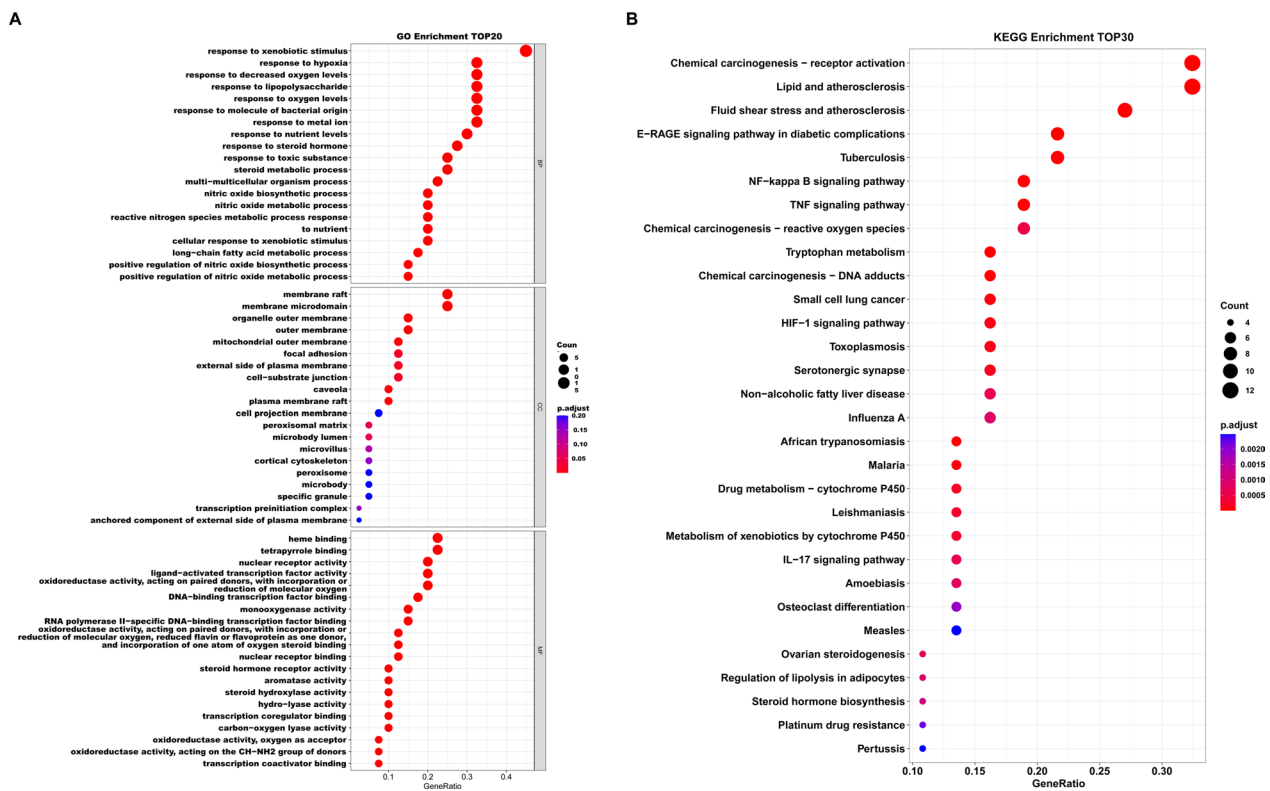 A
GO Enrichment TOP20
response to xenobiotic stimulus
response to hypoxia
response to decreased oxygen levels
response to lipopolysaccharide
response to oxygen levels
response to molecule of bacterial origin
response to metal ion
response to nutrient levels
response to steroid hormone
response to toxic substance
steroid metabolic process
multi-multicellular organism process
nitric oxide biosynthetic process
nitric oxide metabolic process
reactive nitrogen species metabolic process response
to nutrient
cellular response to xenobiotic stimulus
long-chain fatty acid metabolic process
positive regulation of nitric oxide biosynthetic process
positive regulation of nitric oxide metabolic process
BP
membrane raft
membrane microdomain
organelle outer membrane
outer membrane
mitochondrial outer membrane
focal adhesion
external side of plasma membrane
cell-substrate junction
caveola
plasma membrane raft
cell projection membrane
peroxisomal matrix
microbody lumen
microvillus
cortical cytoskeleton
peroxisome
microbody
specific granule
transcription preinitiation complex
anchored component of external side of plasma membrane
CC
heme binding
tetrapyrrole binding
nuclear receptor activity
ligand-activated transcription factor activity
oxidoreductase activity, acting on paired donors, with incorporation or
reduction of molecular oxygen
DNA-binding transcription factor binding
monooxygenase activity
RNA polymerase II-specific DNA-binding transcription factor binding
oxidoreductase activity, acting on paired donors, with incorporation or
reduction of molecular oxygen, reduced flavin or flavoprotein as one donor,
and incorporation of one atom of oxygen steroid binding
nuclear receptor binding
steroid hormone receptor activity
aromatase activity
steroid hydroxylase activity
hydro-lyase activity
transcription coregulator binding
carbon-oxygen lyase activity
oxidoreductase activity, oxygen as acceptor
oxidoreductase activity, acting on the CH-NH2 group of donors
transcription coactivator binding
MF
0.1 0.2 0.3 0.4
GeneRatio
Coun
5
1
0
1
5
p.adjust
0.20
0.15
0.10
0.05
B
KEGG Enrichment TOP30
Chemical carcinogenesis − receptor activation
Lipid and atherosclerosis
Fluid shear stress and atherosclerosis
E-RAGE signaling pathway in diabetic complications
Tuberculosis
NF−kappa B signaling pathway
TNF signaling pathway
Chemical carcinogenesis − reactive oxygen species
Tryptophan metabolism
Chemical carcinogenesis − DNA adducts
Small cell lung cancer
HIF−1 signaling pathway
Toxoplasmosis
Serotonergic synapse
Non−alcoholic fatty liver disease
Influenza A
African trypanosomiasis
Malaria
Drug metabolism − cytochrome P450
Leishmaniasis
Metabolism of xenobiotics by cytochrome P450
IL−17 signaling pathway
Amoebiasis
Osteoclast differentiation
Measles
Ovarian steroidogenesis
Regulation of lipolysis in adipocytes
Steroid hormone biosynthesis
Platinum drug resistance
Pertussis
0.10 0.15 0.20 0.25 0.30
GeneRatio
Count
4
6
8
10
12
p.adjust
0.0020
0.0015
0.0010
0.0005